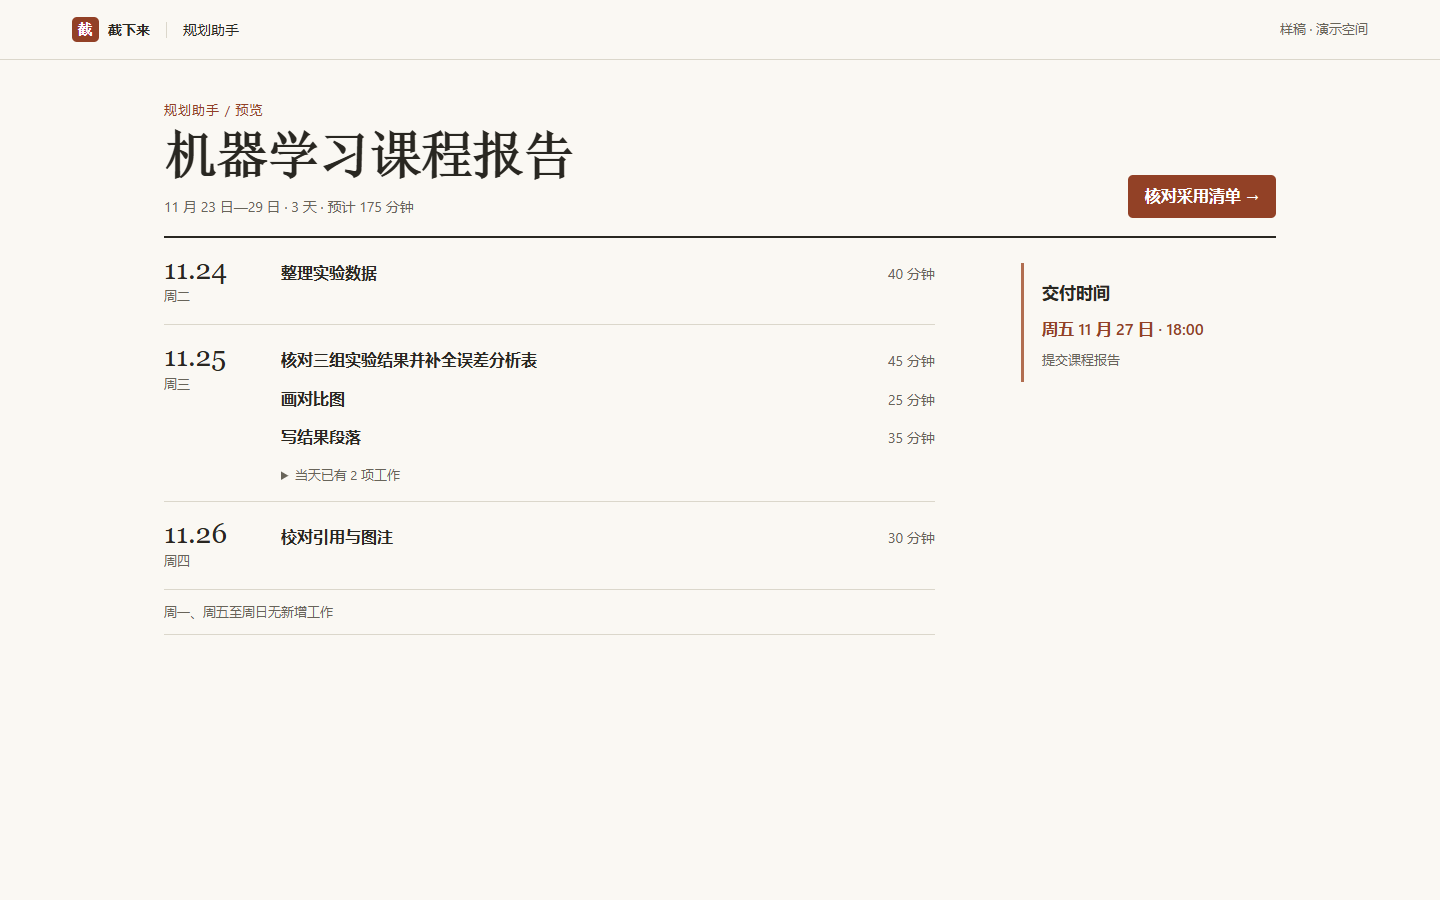 截 截下来 规划助手 样稿 · 演示空间
规划助手 / 预览
机器学习课程报告
11 月 23 日—29 日 · 3 天 · 预计 175 分钟
核对采用清单 →
11.24 整理实验数据 40 分钟
周二
11.25 核对三组实验结果并补全误差分析表 45 分钟
周三
画对比图 25 分钟
写结果段落 35 分钟
▶ 当天已有 2 项工作
11.26 校对引用与图注 30 分钟
周四
周一、周五至周日无新增工作
交付时间
周五 11 月 27 日 · 18:00
提交课程报告